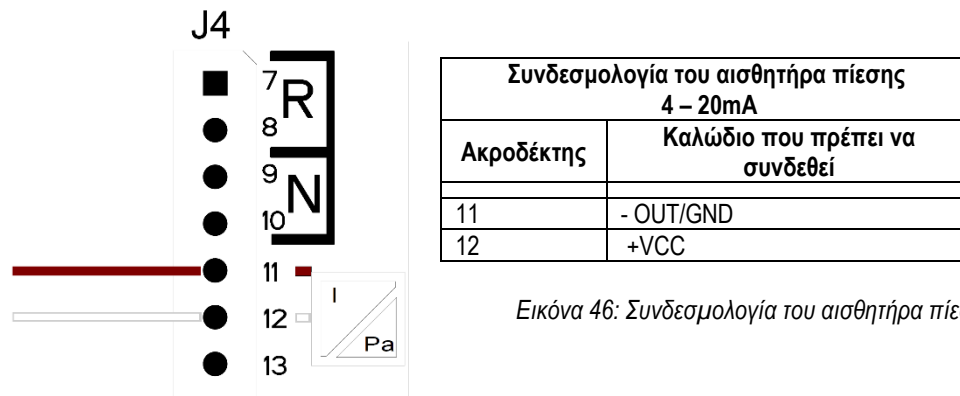 J4
7
R
8
9
N
10
11
12
13
I
Pa
Συνδεσμολογία του αισθητήρα πίεσης
4 – 20mA
Ακροδέκτης
Καλώδιο που πρέπει να
συνδεθεί
11 - OUT/GND
12 +VCC
Εικόνα 46: Συνδεσμολογία του αισθητήρα